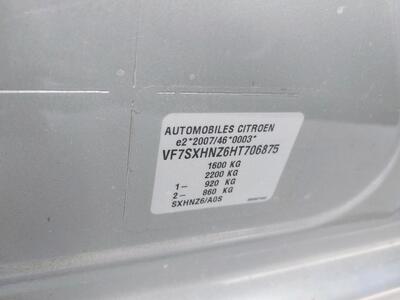 AUTOMOBILES CITROEN
e2*2007/46*0003*
VF7SXHNZ6HT706875
1600 KG
2200 KG
1- 920 KG
2- 860 KG
SXHNZ6/A0S